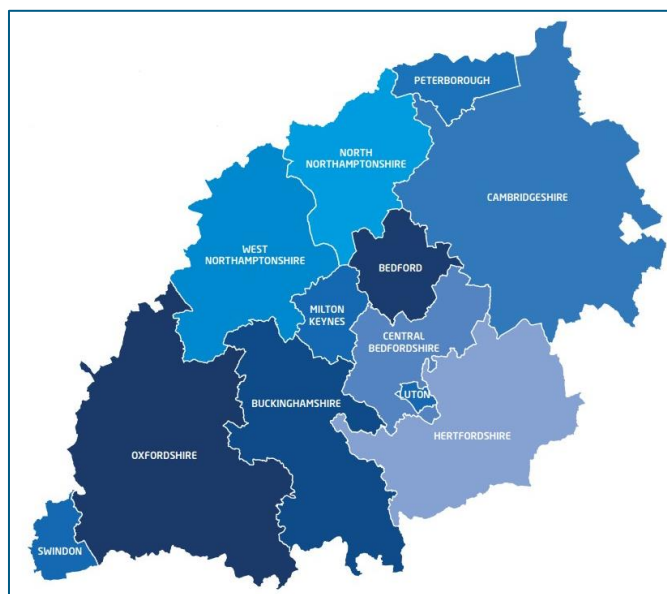 PETERBOROUGH
NORTH
NORTHAMPTONSHIRE
CAMBRIDGESHIRE
WEST
NORTHAMPTONSHIRE
BEDFORD
MILTON
KEYNES
CENTRAL
BEDFORDSHIRE
LUTON
BUCKINGHAMSHIRE
HERTFORDSHIRE
OXFORDSHIRE
SWINDON